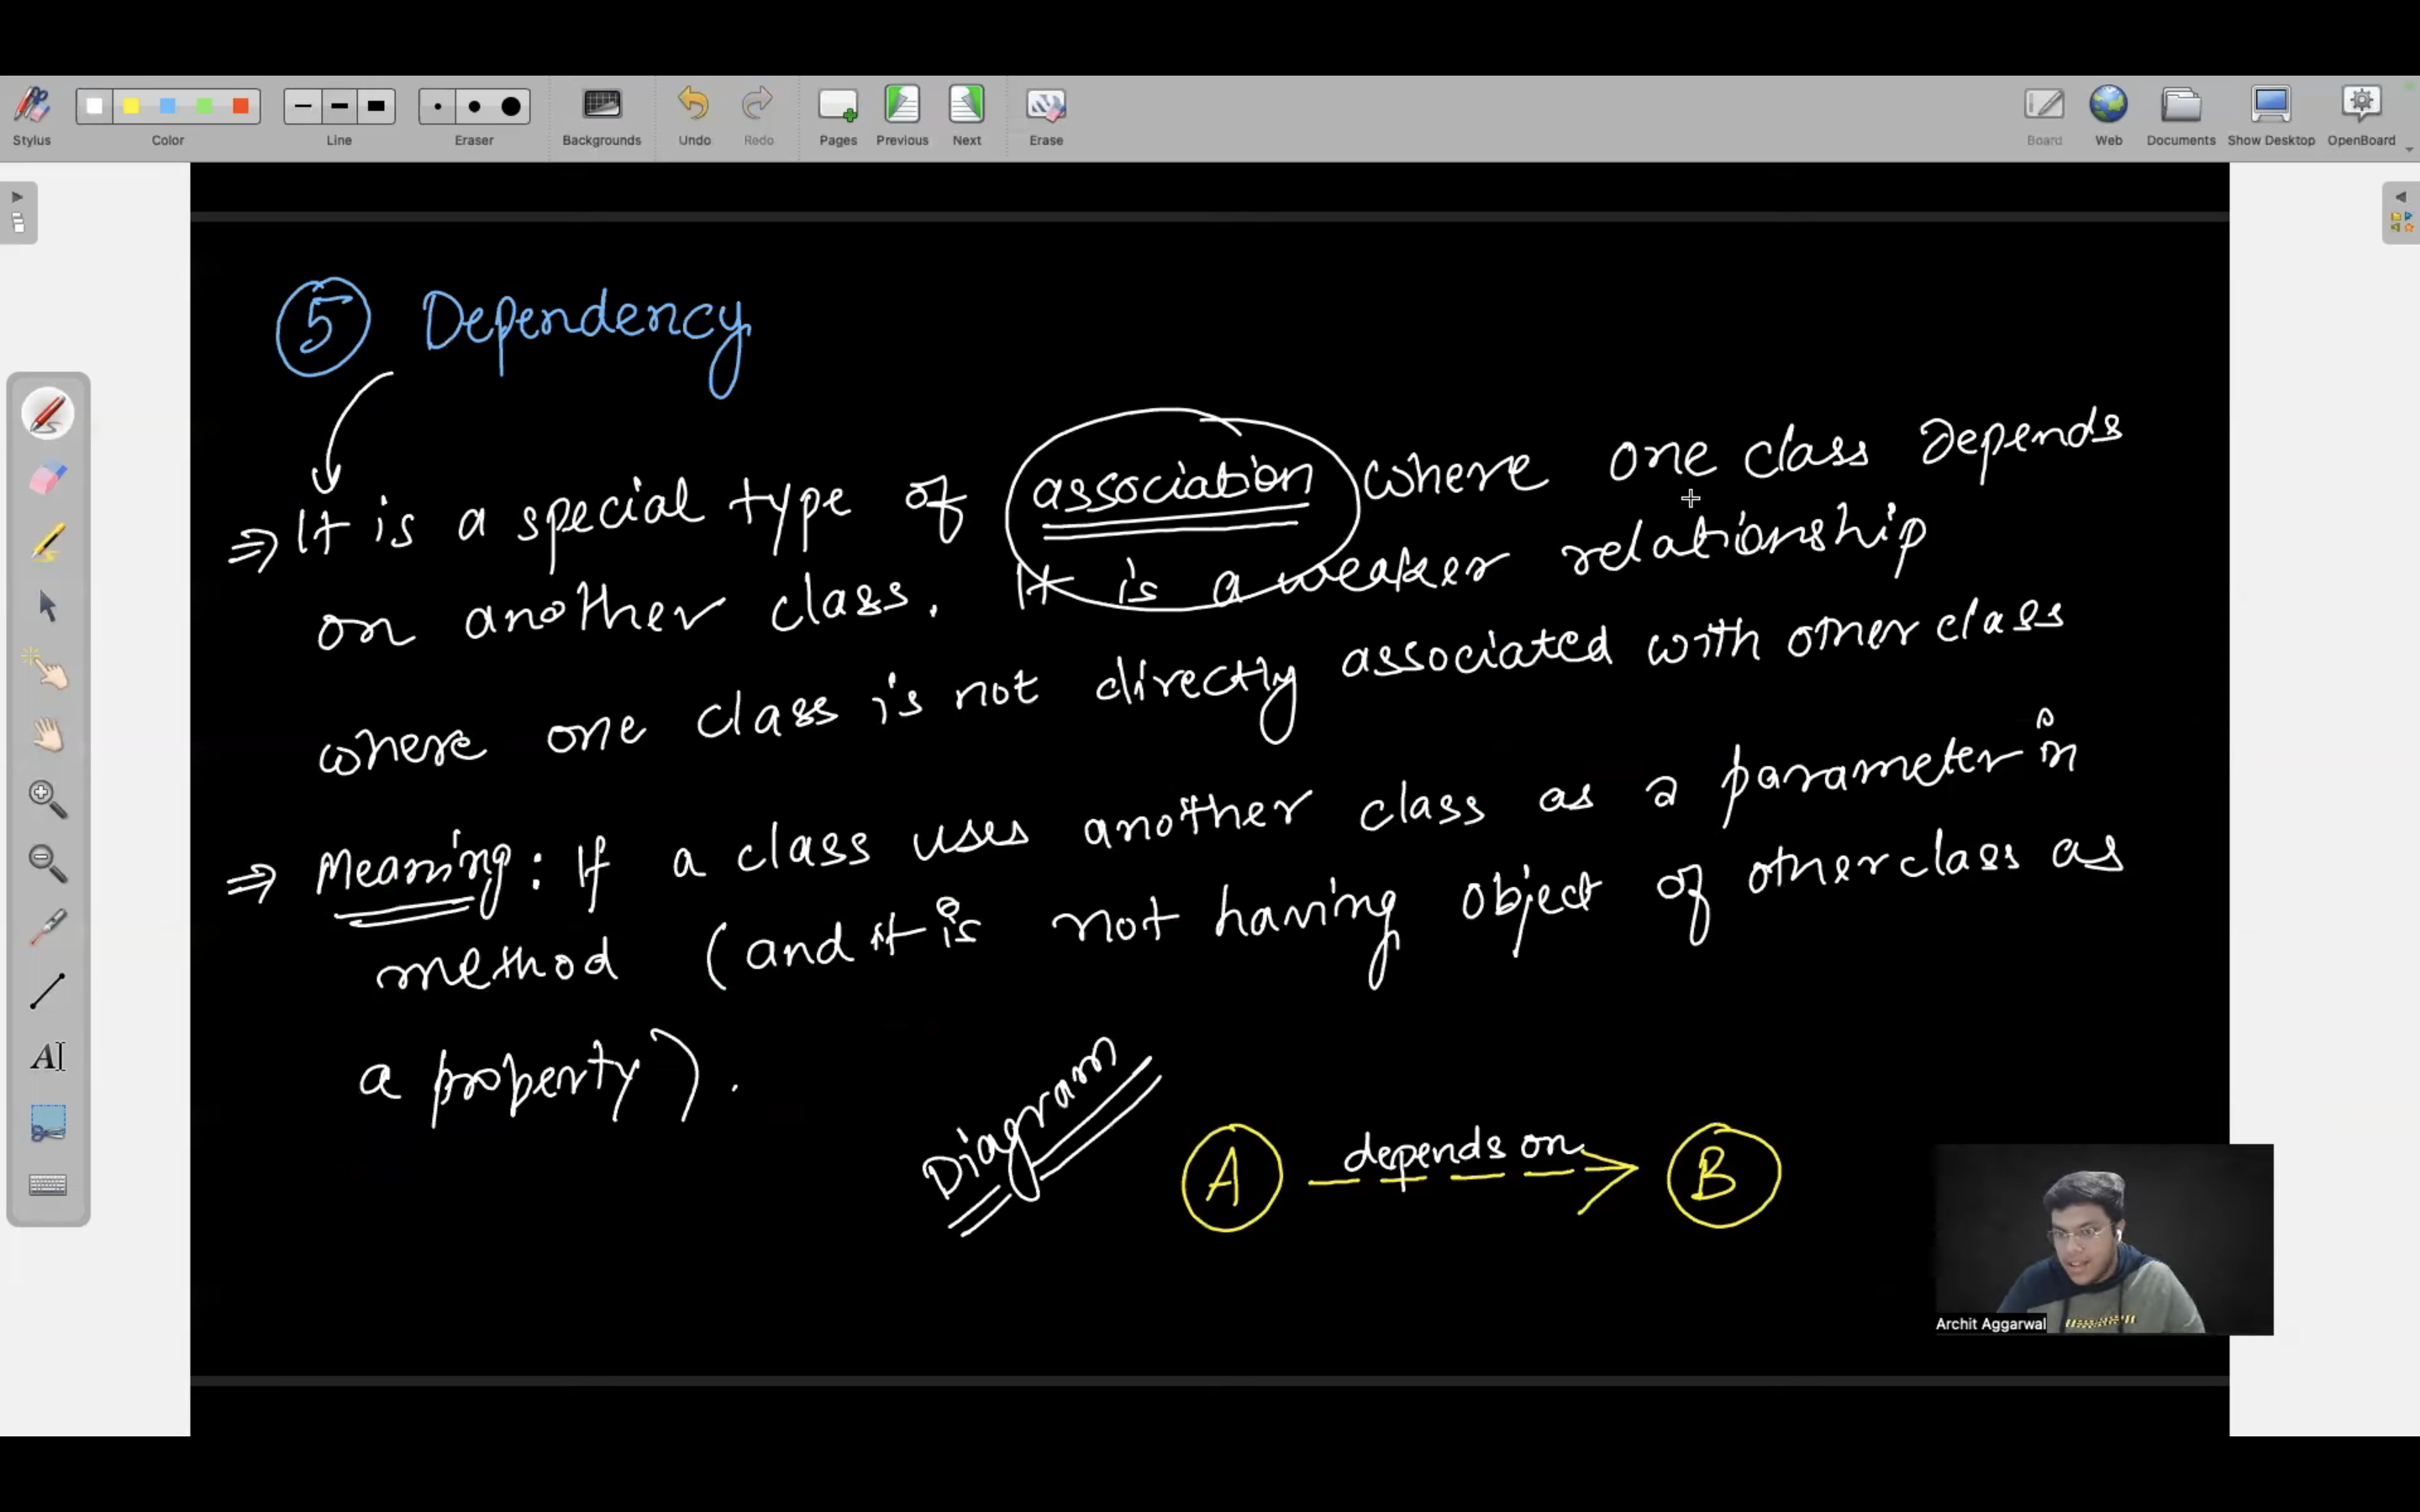 Stylus
Color
Line
Eraser
Backgrounds
Undo
Redo
Pages
Previous
Next
Erase
Board
Web
Documents
Show Desktop
OpenBoard
5 Dependency
⇒ It is a special type of association where one class depends
on another class. It is a weaker relationship
where one class is not directly associated with other class
⇒ Meaning: If a class uses another class as a parameter in
method (and it is not having object of other class as
a property).
Diagram
A depends on B
Archit Aggarwal